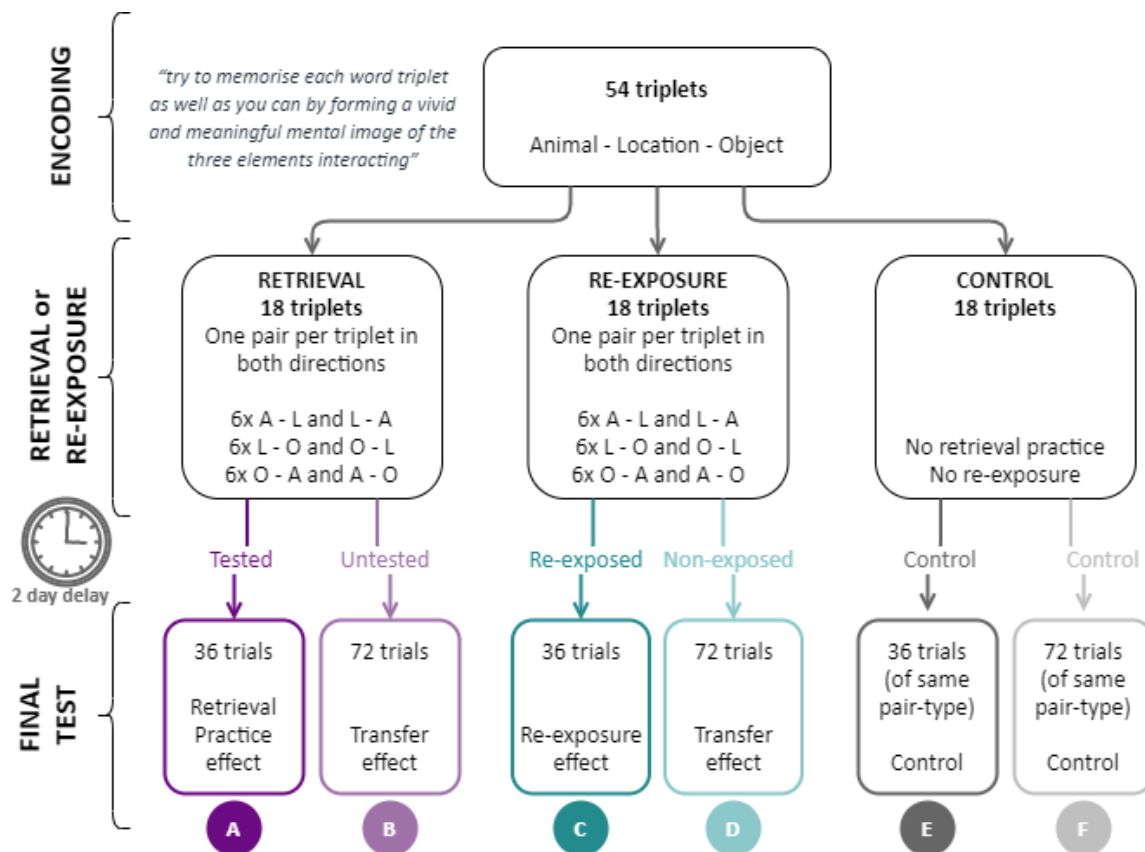 ENCODING
“try to memorise each word triplet
as well as you can by forming a vivid
and meaningful mental image of the
three elements interacting”
54 triplets
Animal - Location - Object
RETRIEVAL or
RE-EXPOSURE
RETRIEVAL
18 triplets
One pair per triplet in
both directions
6x A - L and L - A
6x L - O and O - L
6x O - A and A - O
RE-EXPOSURE
18 triplets
One pair per triplet in
both directions
6x A - L and L - A
6x L - O and O - L
6x O - A and A - O
CONTROL
18 triplets
No retrieval practice
No re-exposure
2 day delay
Tested
Untested
Re-exposed
Non-exposed
Control
Control
FINAL
TEST
36 trials
Retrieval
Practice
effect
72 trials
Transfer
effect
36 trials
Re-exposure
effect
72 trials
Transfer
effect
36 trials
(of same
pair-type)
Control
72 trials
(of same
pair-type)
Control
A
B
C
D
E
F